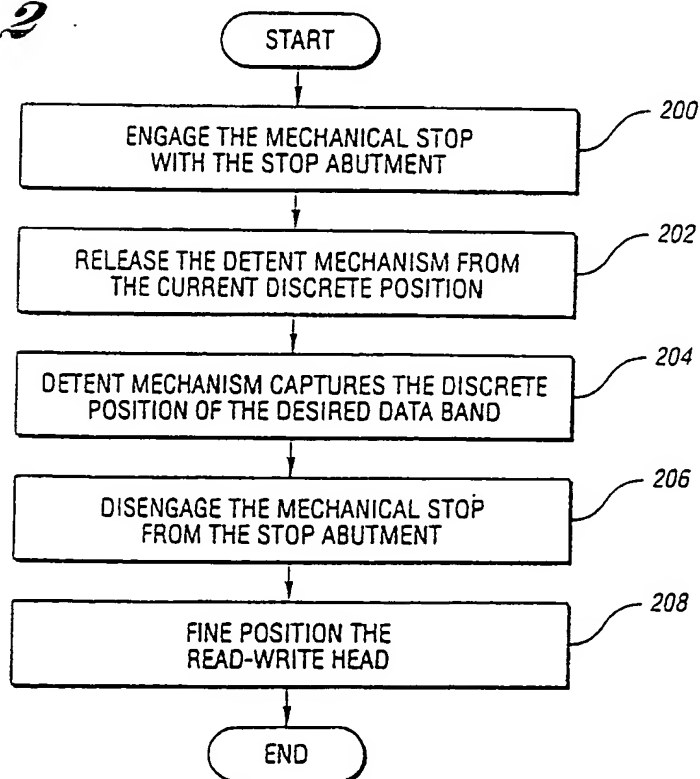 2
START
ENGAGE THE MECHANICAL STOP
WITH THE STOP ABUTMENT
200
RELEASE THE DETENT MECHANISM FROM
THE CURRENT DISCRETE POSITION
202
DETENT MECHANISM CAPTURES THE DISCRETE
POSITION OF THE DESIRED DATA BAND
204
DISENGAGE THE MECHANICAL STOP
FROM THE STOP ABUTMENT
206
FINE POSITION THE
READ-WRITE HEAD
208
END